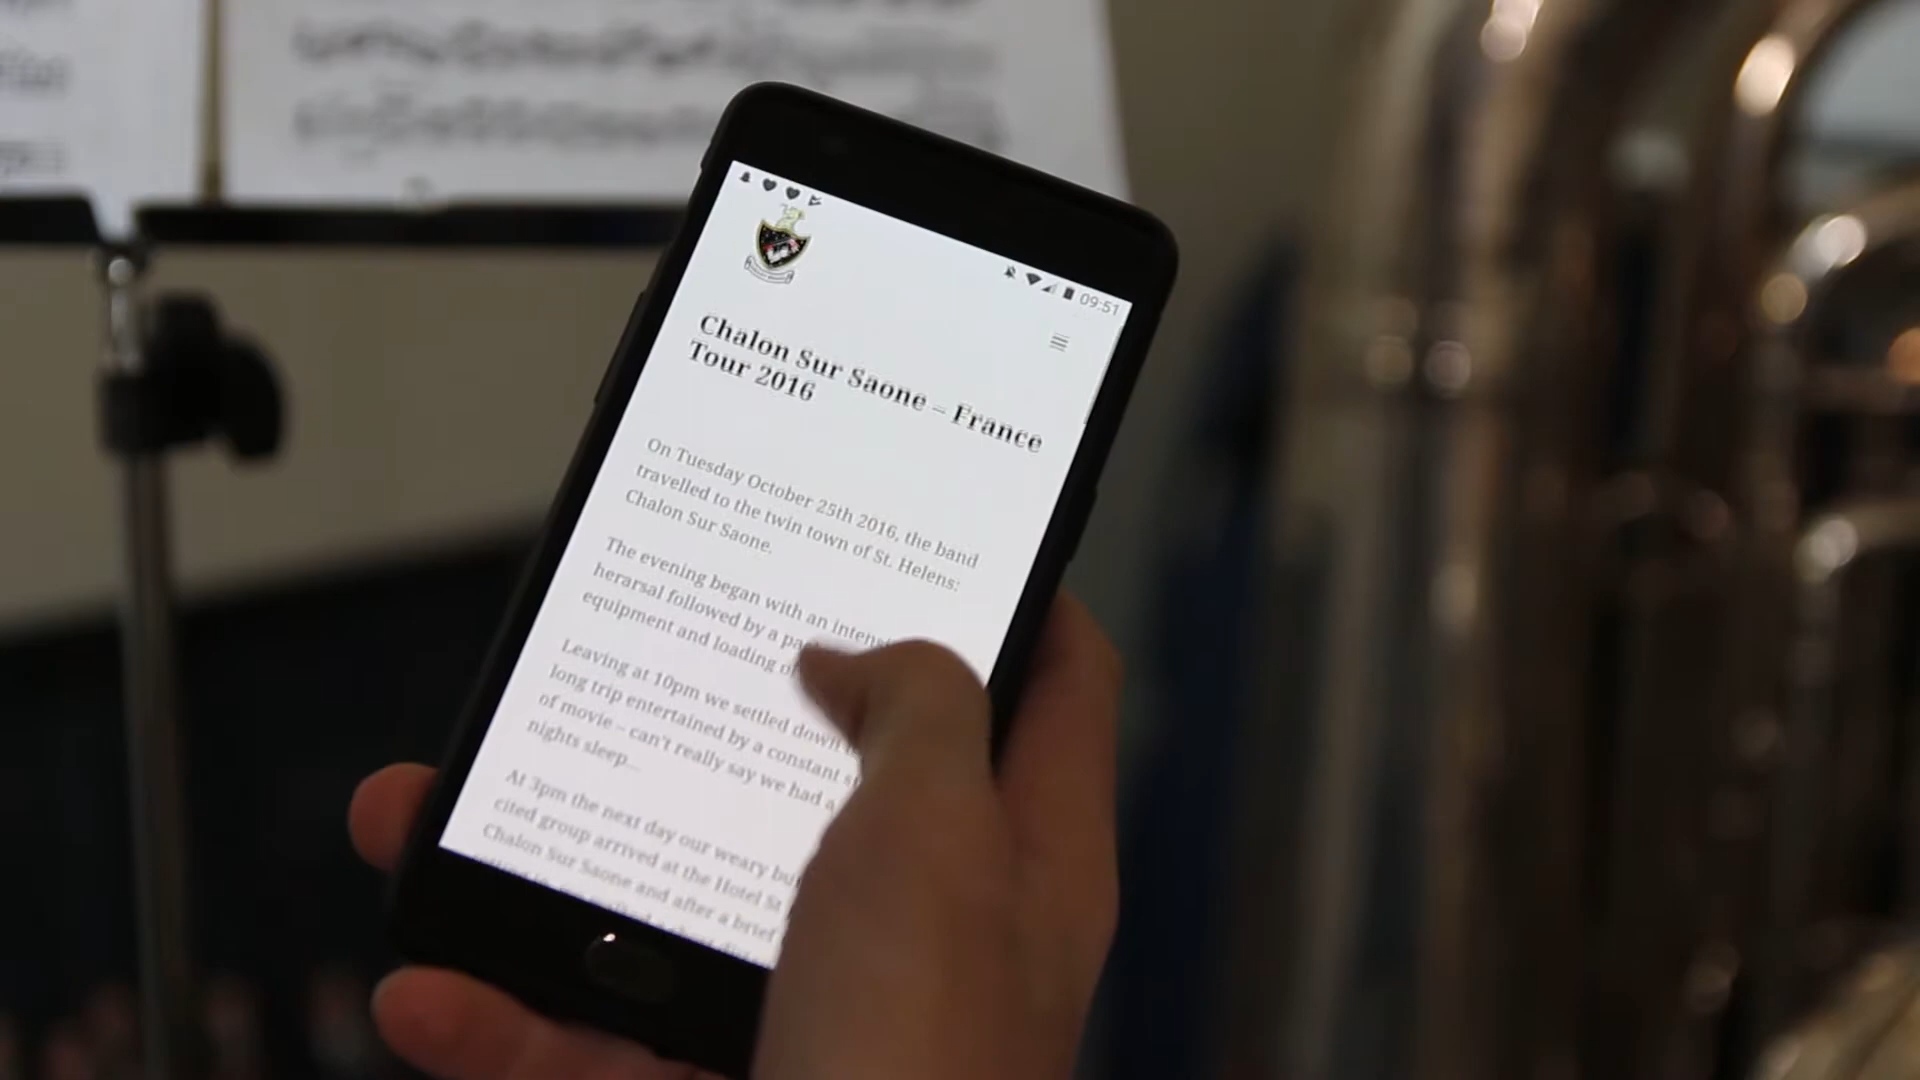 09:51
Chalon Sur Saone – France
Tour 2016
On Tuesday October 25th 2016, the band
travelled to the twin town of St. Helens:
Chalon Sur Saone.
The evening began with an
herarsal followed by a
equipment and loading
Leaving at 10pm we settled down
long trip entertained by a constant
of movie – can't really say we had a
nights sleep...
At 3pm the next day our weary
cited group arrived at the Hotel St
Chalon Sur Saone and after a brief